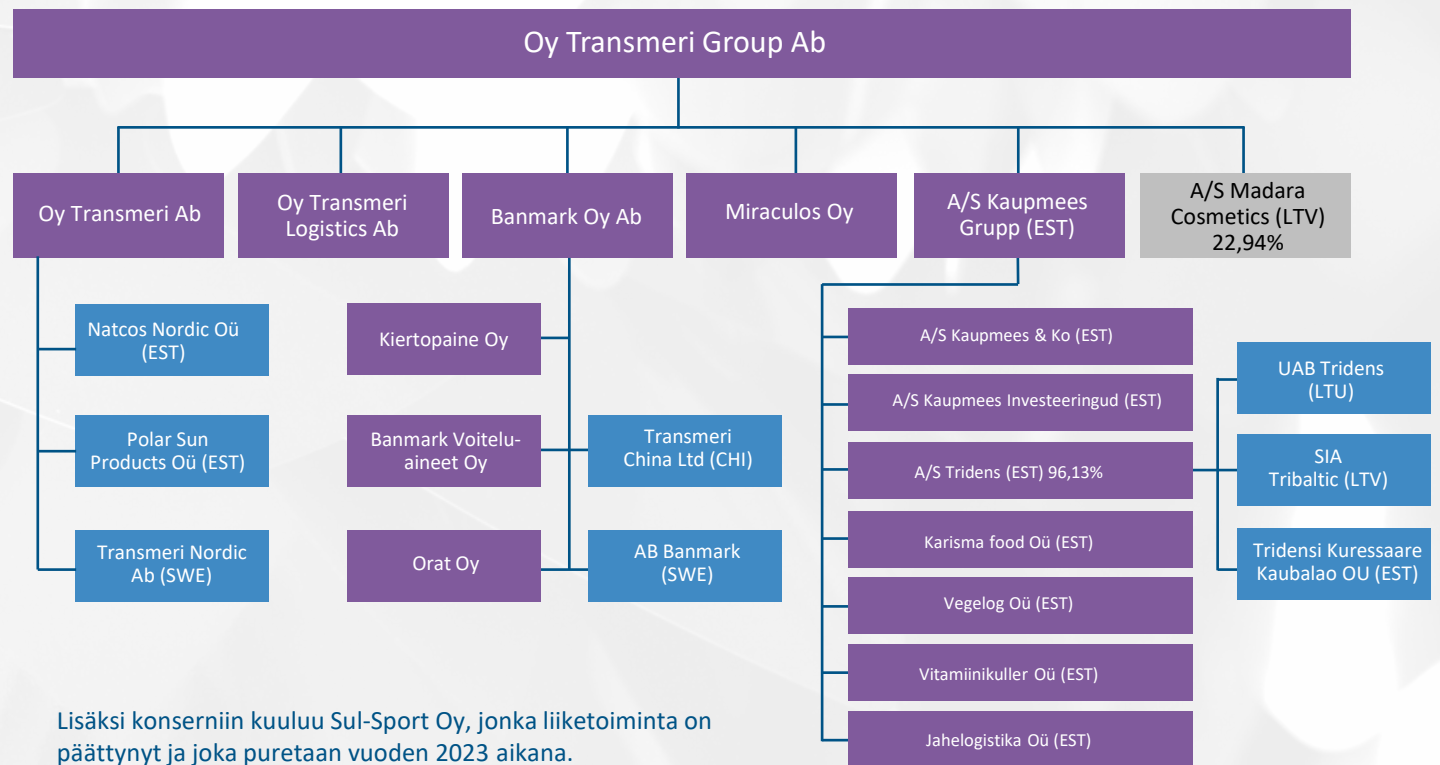 Oy Transmeri Group Ab
Oy Transmeri Ab
Oy Transmeri
Logistics Ab
Banmark Oy Ab
Miraculos Oy
A/S Kaupmees
Grupp (EST)
A/S Madara
Cosmetics (LTV)
22,94%
Natcos Nordic Oü
(EST)
Polar Sun
Products Oü (EST)
Transmeri Nordic
Ab (SWE)
Kiertopaine Oy
Banmark Voitelu-
aineet Oy
Orat Oy
Transmeri
China Ltd (CHI)
AB Banmark
(SWE)
A/S Kaupmees & Ko (EST)
A/S Kaupmees Investeeringud (EST)
A/S Tridens (EST) 96,13%
Karisma food Oü (EST)
Vegelog Oü (EST)
Vitamiinikuller Oü (EST)
Jahelogistika Oü (EST)
UAB Tridens
(LTU)
SIA
Tribaltic (LTV)
Tridensi Kuressaare
Kaubalao OU (EST)
Lisäksi konserniin kuuluu Sul-Sport Oy, jonka liiketoiminta on
päättynyt ja joka puretaan vuoden 2023 aikana.